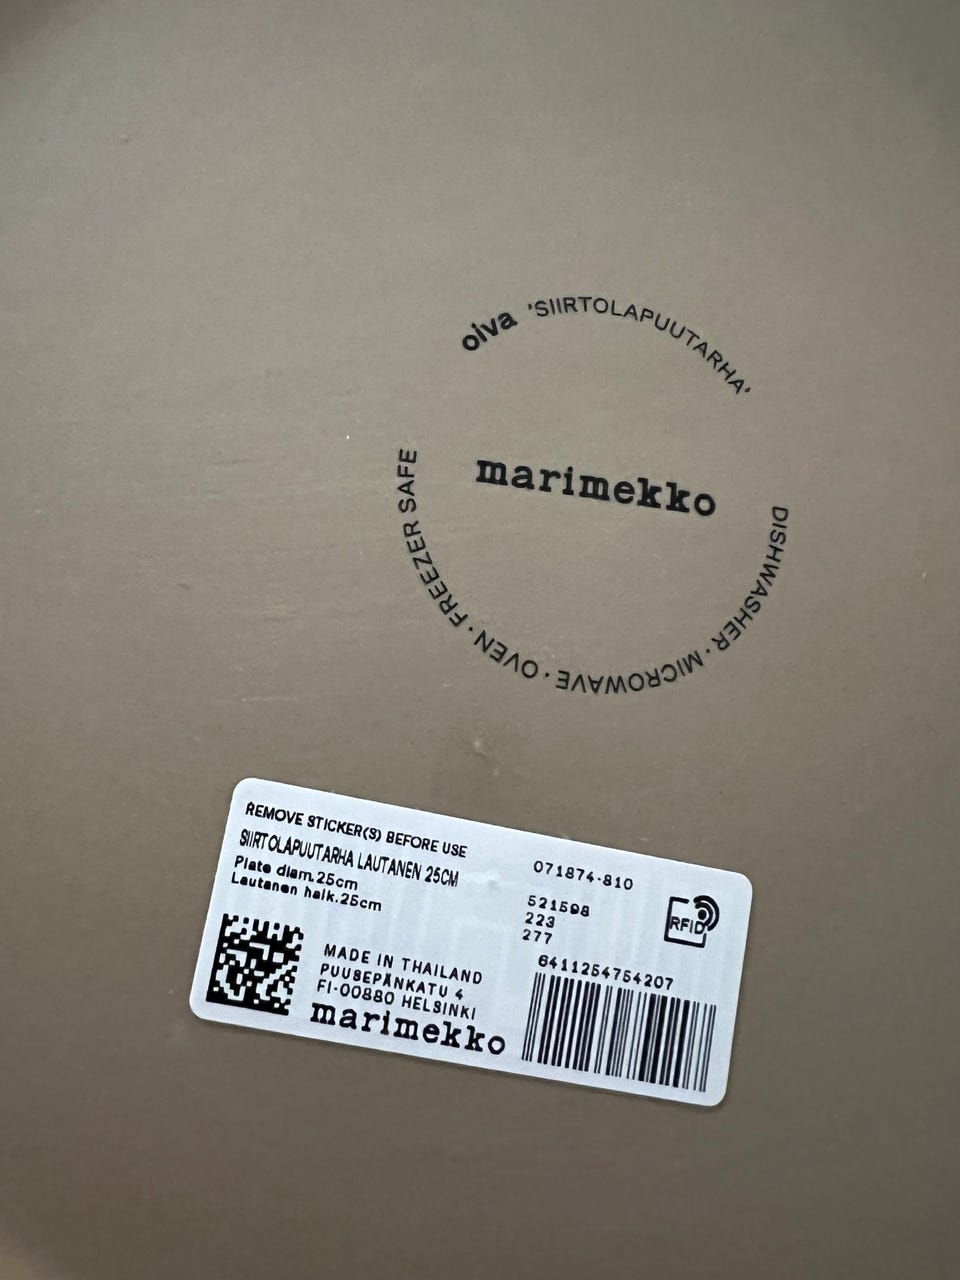 oiva 'SIIRTOLAPUUTARHA'
marimekko
DISHWASHER · MICROWAVE · OVEN · FREEZER SAFE
REMOVE STICKER(S) BEFORE USE
SIIRTOLAPUUTARHA LAUTANEN 25CM
Plate diam.25cm
Lautanen halk.25cm
071874-810
521598
223
277
RFID
6411254754207
MADE IN THAILAND
PUUSEPÄNKATU 4
FI-00880 HELSINKI
marimekko